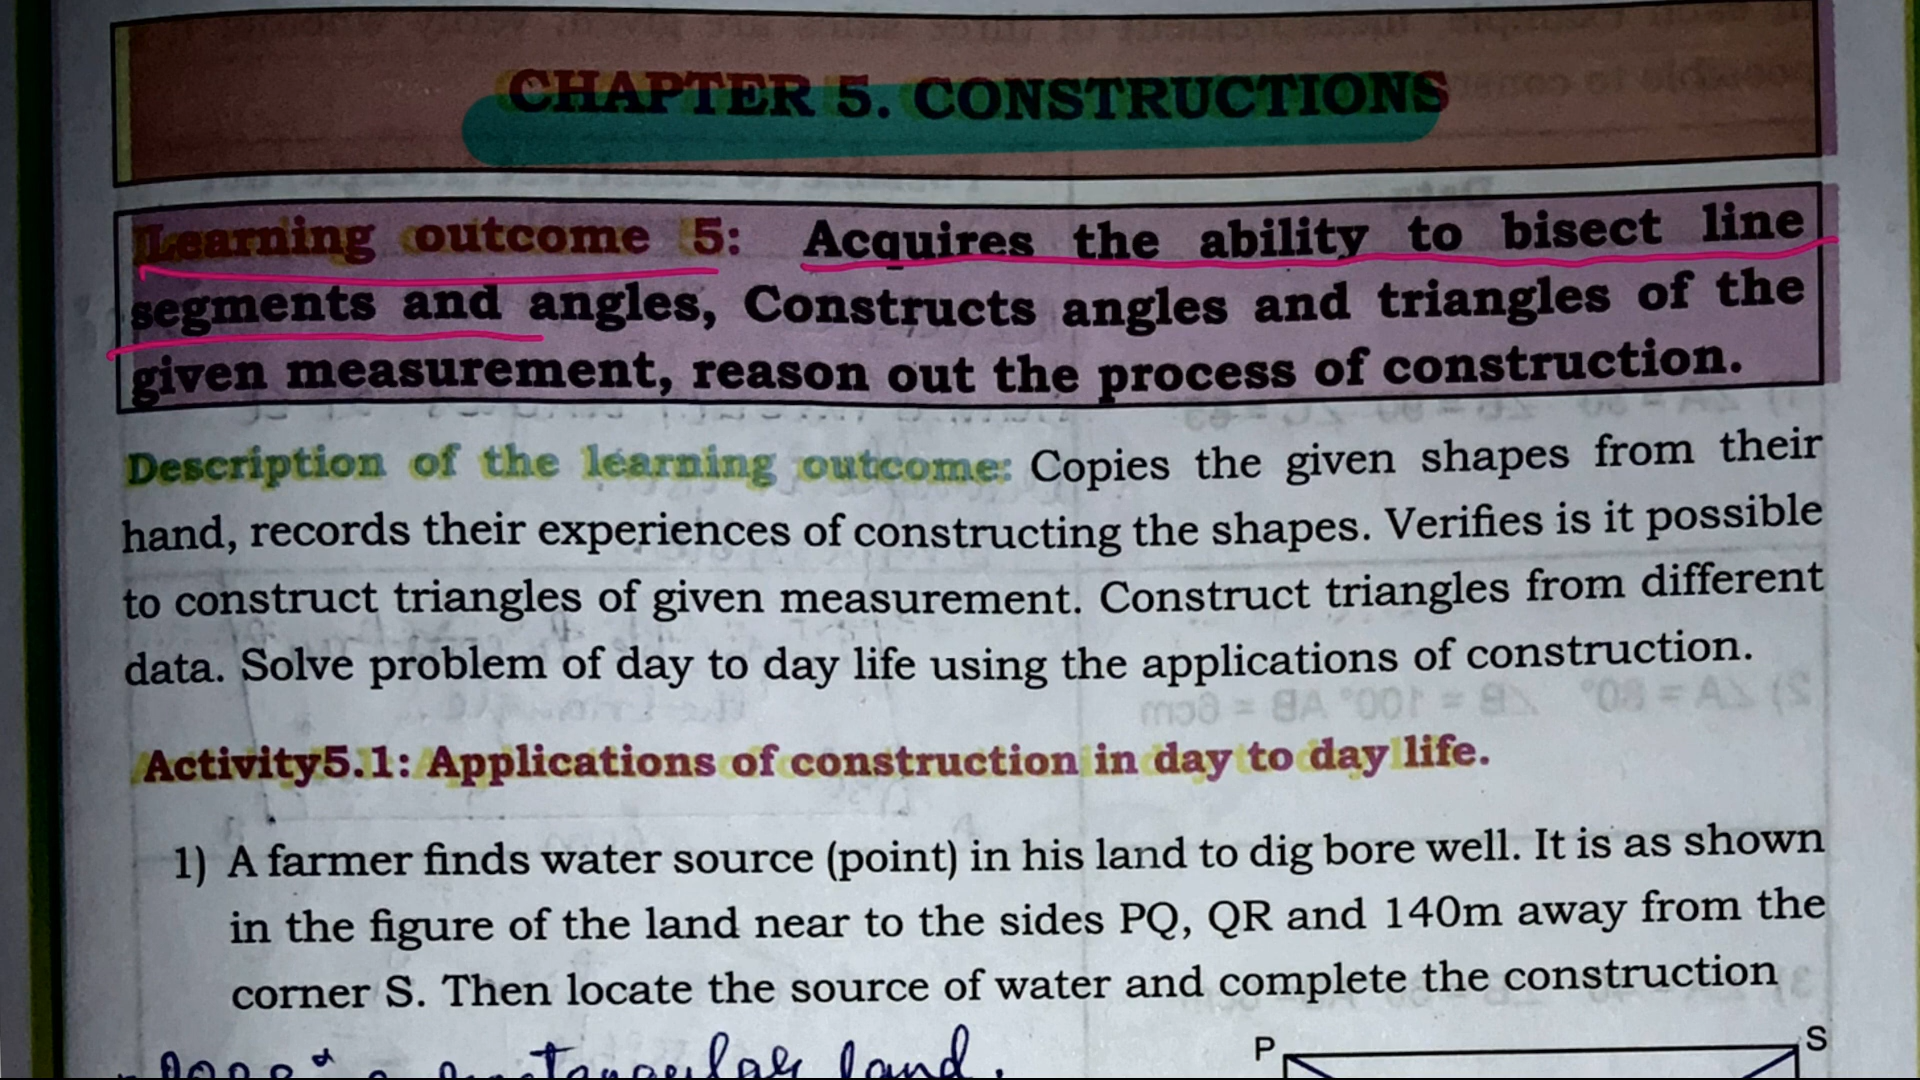 CHAPTER 5. CONSTRUCTIONS
Learning outcome 5: Acquires the ability to bisect line
segments and angles, Constructs angles and triangles of the
given measurement, reason out the process of construction.
Description of the learning outcome: Copies the given shapes from their
hand, records their experiences of constructing the shapes. Verifies is it possible
to construct triangles of given measurement. Construct triangles from different
data. Solve problem of day to day life using the applications of construction.
Activity5.1: Applications of construction in day to day life.
1) A farmer finds water source (point) in his land to dig bore well. It is as shown
in the figure of the land near to the sides PQ, QR and 140m away from the
corner S. Then locate the source of water and complete the construction
land.
P S